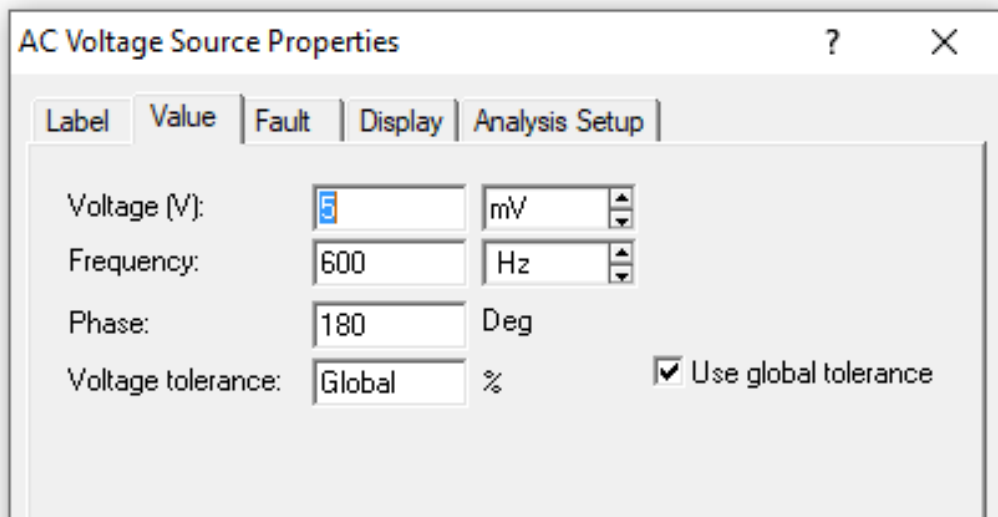 AC Voltage Source Properties ?
Label Value Fault Display Analysis Setup
Voltage (V): 5 mV
Frequency: 600 Hz
Phase: 180 Deg
Voltage tolerance: Global % Use global tolerance